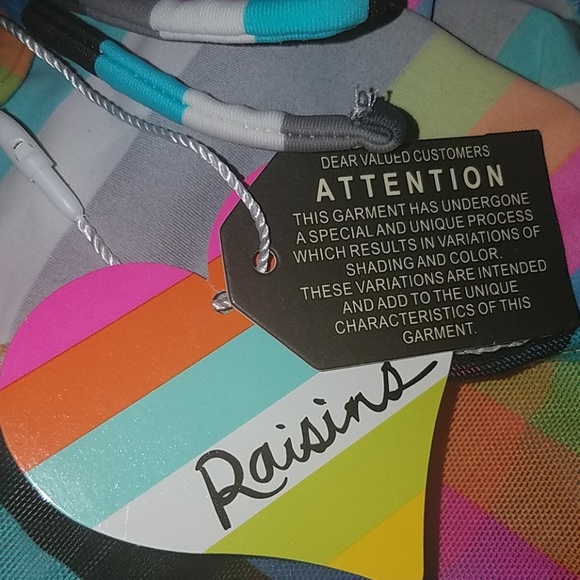 DEAR VALUED CUSTOMERS
ATTENTION
THIS GARMENT HAS UNDERGONE
A SPECIAL AND UNIQUE PROCESS
WHICH RESULTS IN VARIATIONS OF
SHADING AND COLOR.
THESE VARIATIONS ARE INTENDED
AND ADD TO THE UNIQUE
CHARACTERISTICS OF THIS
GARMENT.
Raisins